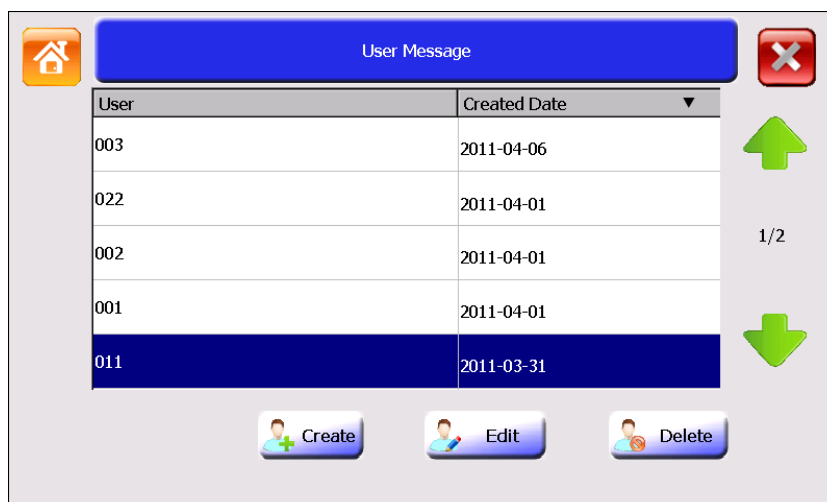 User Message
User Created Date ▼
003 2011-04-06
022 2011-04-01
002 2011-04-01
1/2
001 2011-04-01
011 2011-03-31
Create Edit Delete